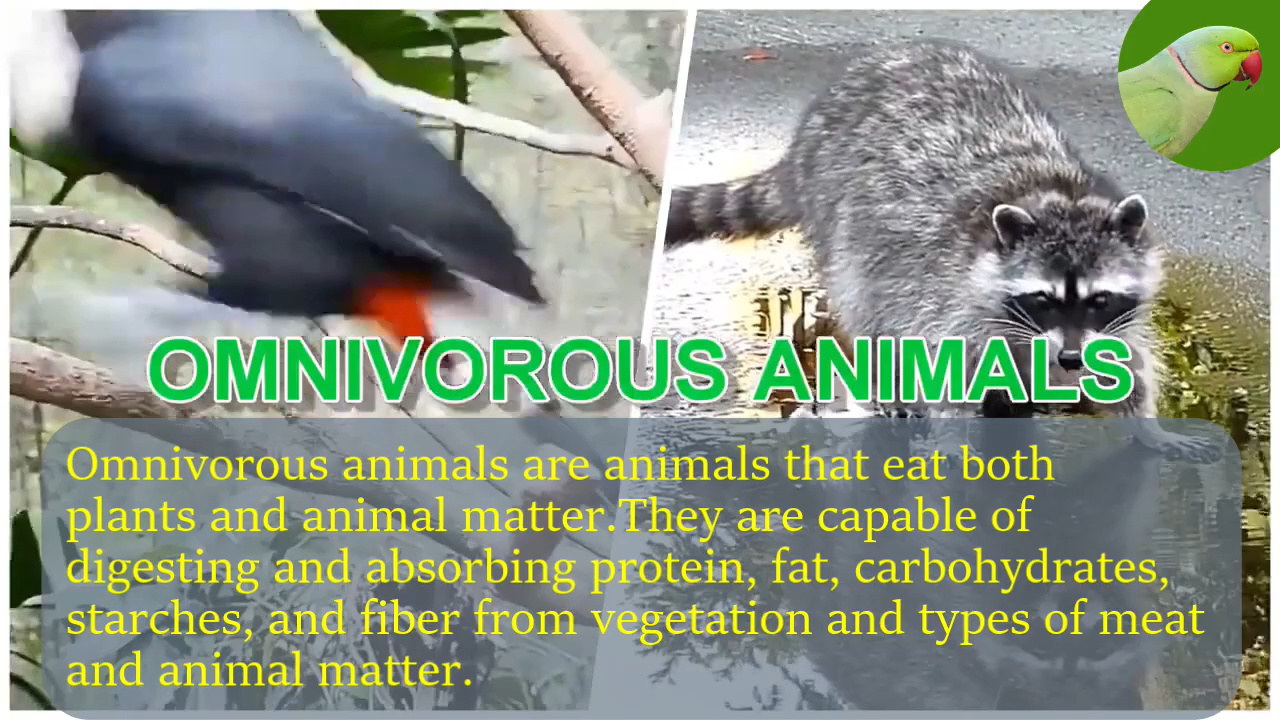 OMNIVOROUS ANIMALS
Omnivorous animals are animals that eat both
plants and animal matter.They are capable of
digesting and absorbing protein, fat, carbohydrates,
starches, and fiber from vegetation and types of meat
and animal matter.